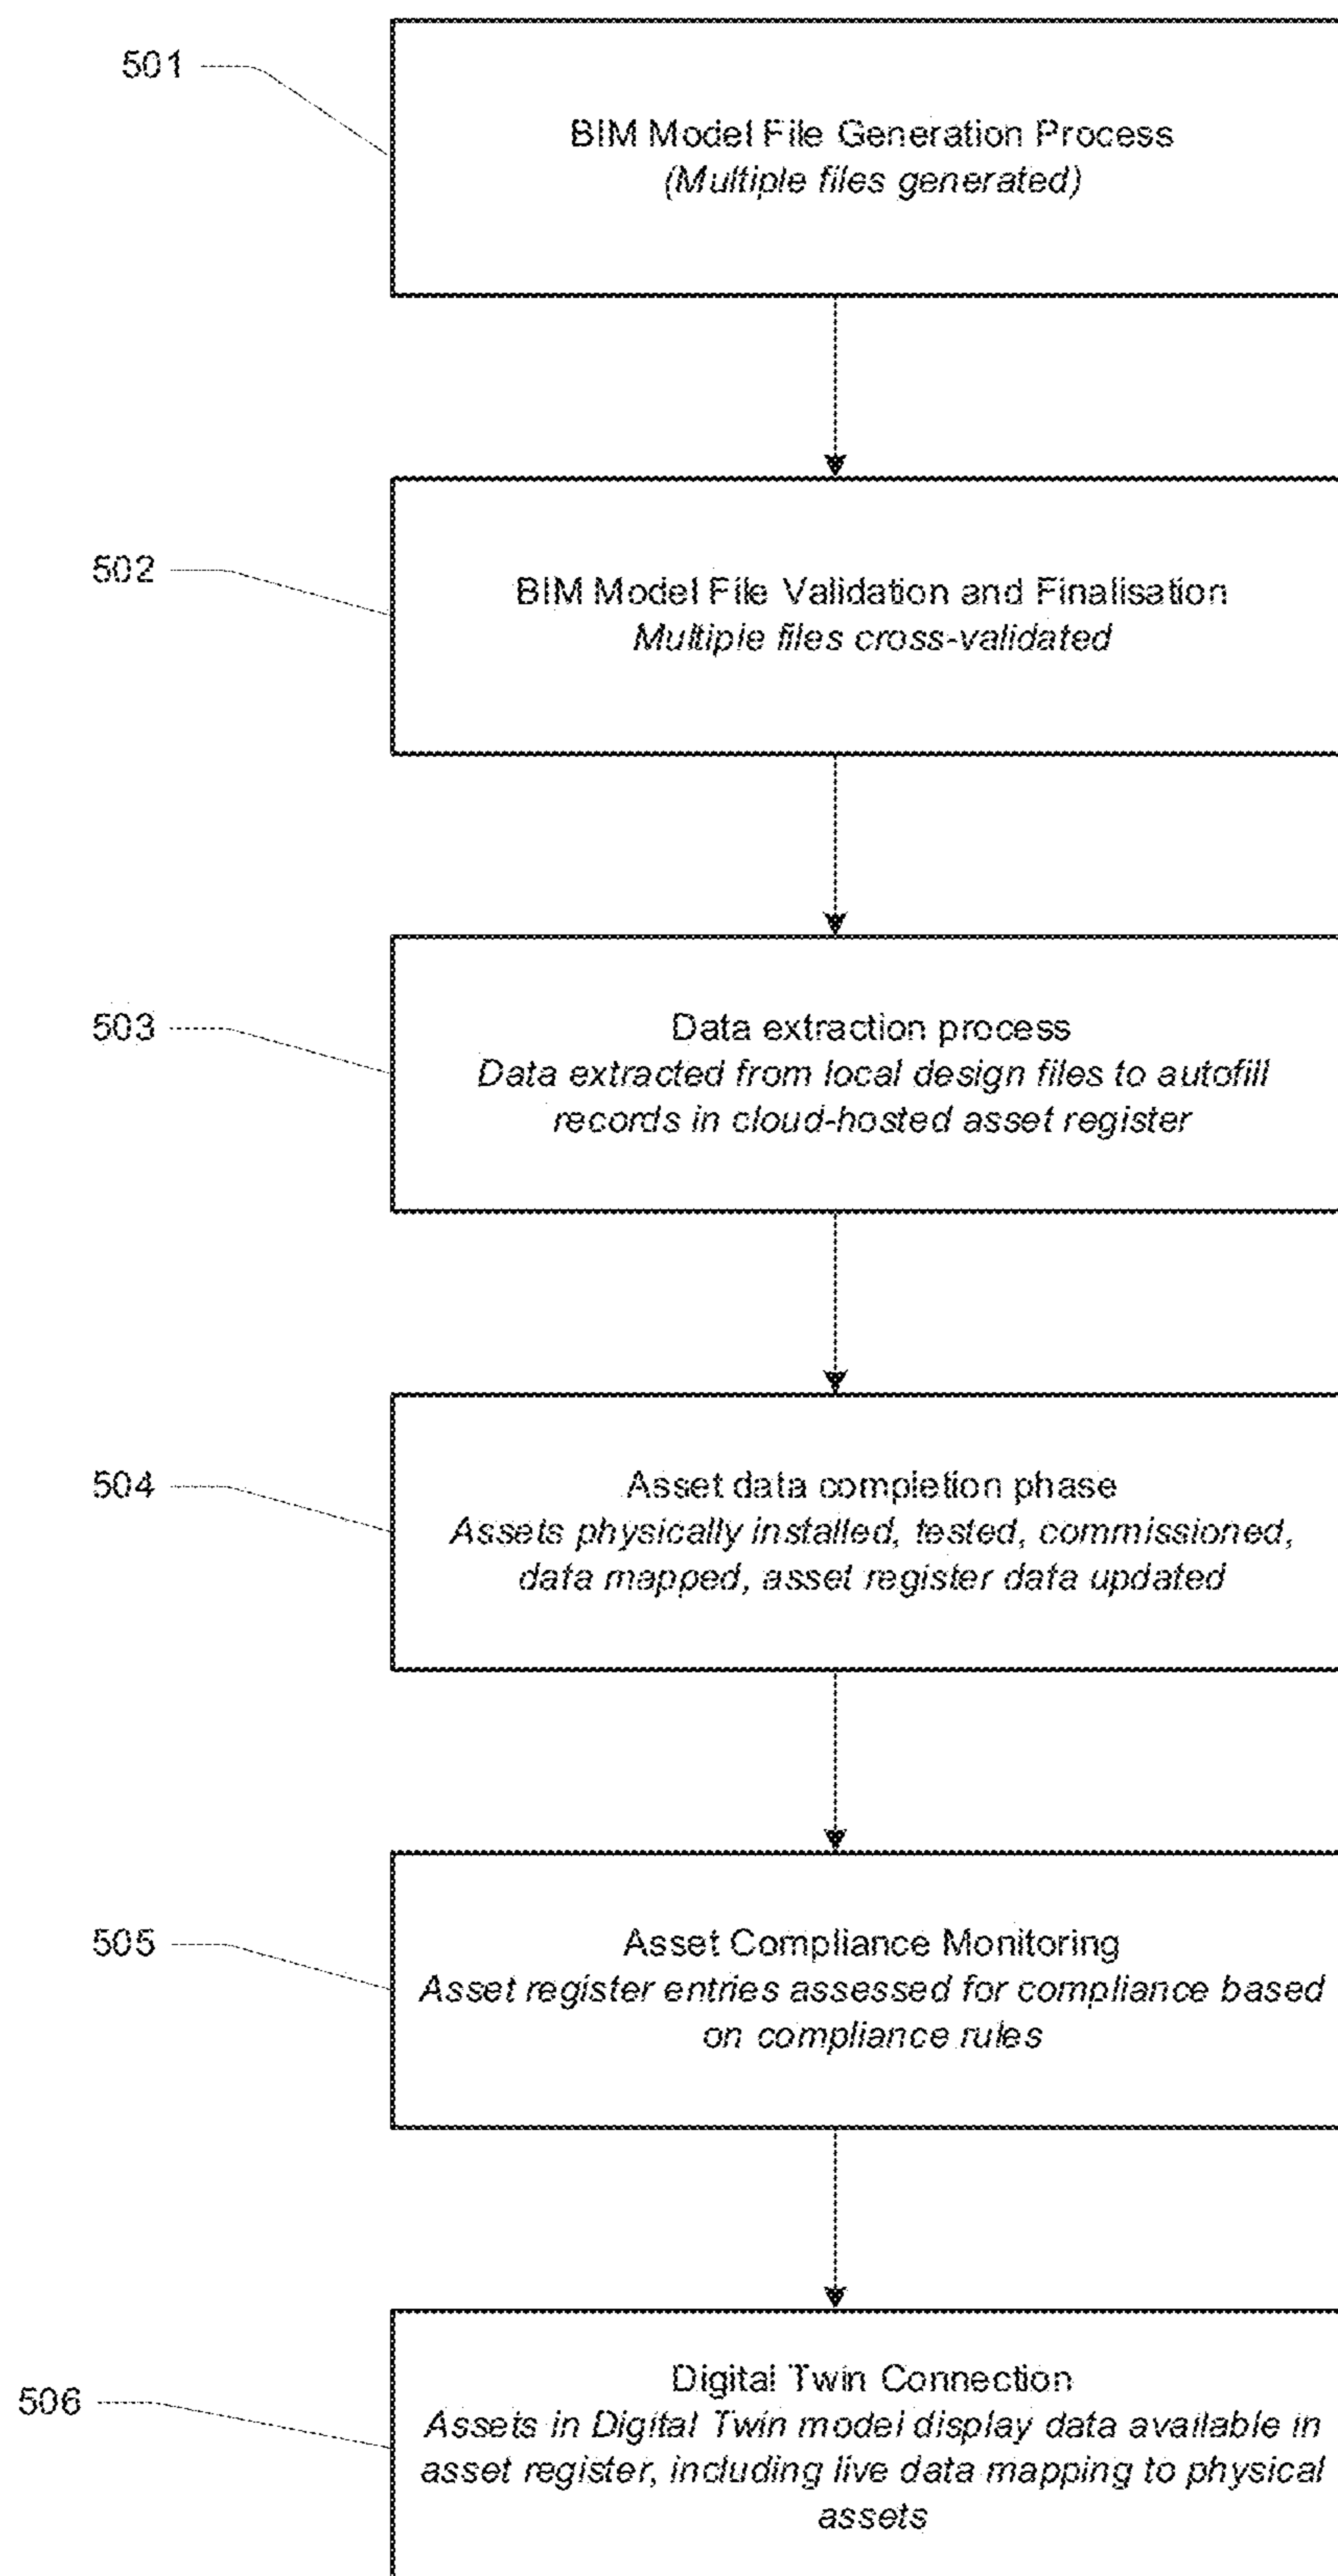 501
BIM Model File Generation Process
(Multiple files generated)
502
BIM Model File Validation and Finalisation
Multiple files cross-validated
503
Data extraction process
Data extracted from local design files to autofill
records in cloud-hosted asset register
504
Asset data completion phase
Assets physically installed, tested, commissioned,
data mapped, asset register data updated
505
Asset Compliance Monitoring
Asset register entries assessed for compliance based
on compliance rules
506
Digital Twin Connection
Assets in Digital Twin model display data available in
asset register, including live data mapping to physical
assets